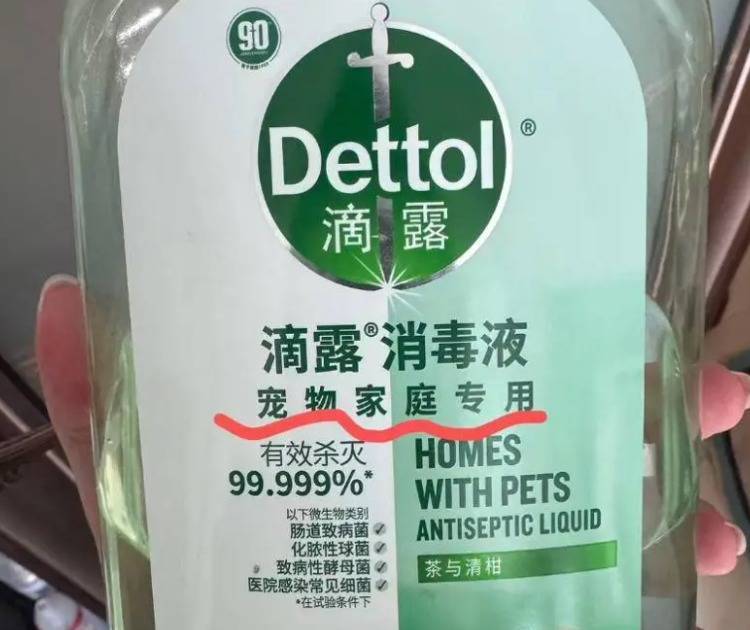 90
Dettol®
滴露
滴露®消毒液
宠物家庭专用
有效杀灭
99.999%*
以下微生物类别
肠道致病菌✓
化脓性球菌✓
致病性酵母菌✓
医院感染常见细菌✓
*在试验条件下
HOMES
WITH PETS
ANTISEPTIC LIQUID
茶与清柑